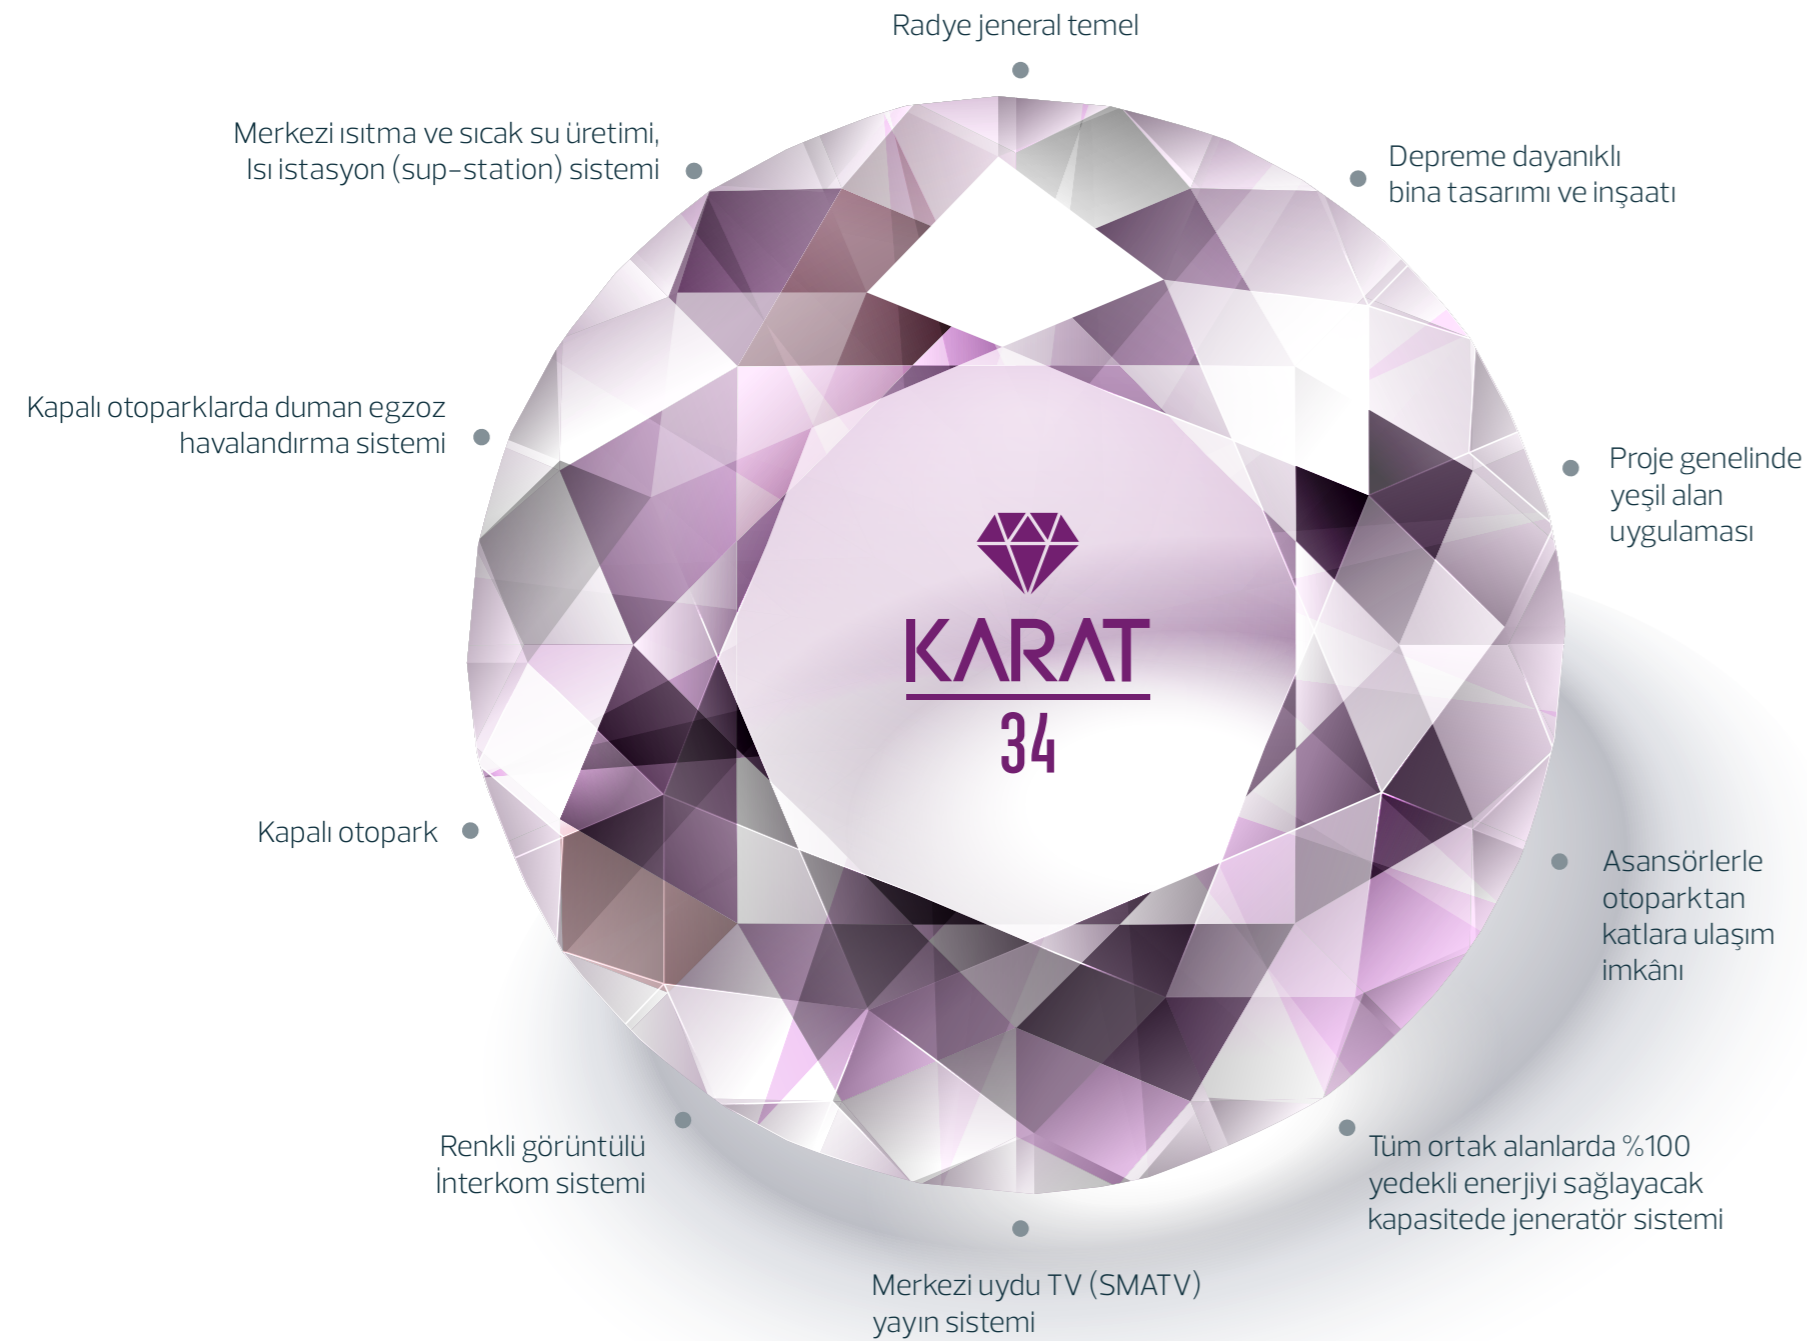 Radye jeneral temel
Merkezi ısıtma ve sıcak su üretimi,
Isı istasyon (sup-station) sistemi
Depreme dayanıklı
bina tasarımı ve inşaatı
Kapalı otoparklarda duman egzoz
havalandırma sistemi
Proje genelinde
yeşil alan
uygulaması
KARAT
34
Kapalı otopark
Asansörlerle
otoparktan
katlara ulaşım
imkânı
Renkli görüntülü
İnterkom sistemi
Tüm ortak alanlarda %100
yedekli enerjiyi sağlayacak
kapasitede jeneratör sistemi
Merkezi uydu TV (SMATV)
yayın sistemi